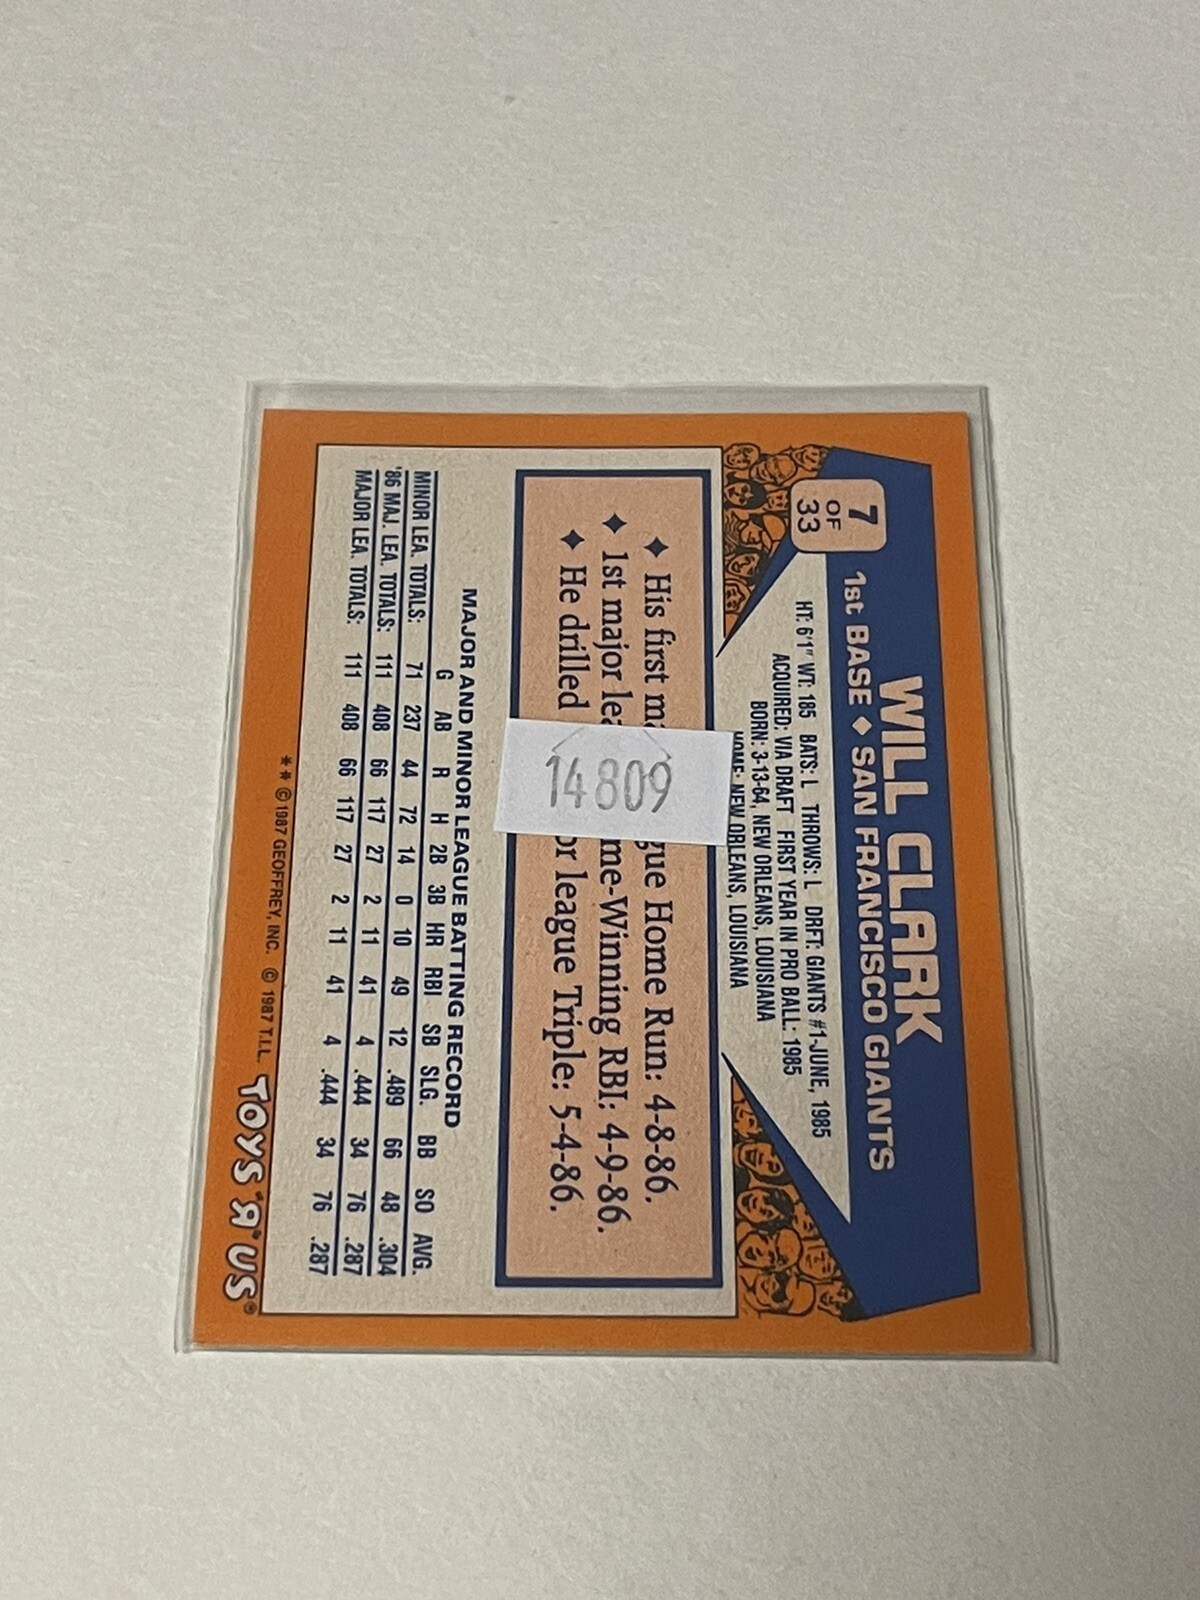 7
OF
33
WILL CLARK
1st BASE ◆ SAN FRANCISCO GIANTS
HT: 6'1" WT: 185 BATS: L THROWS: L DRFT: GIANTS #1-JUNE, 1985
ACQUIRED: VIA DRAFT FIRST YEAR IN PRO BALL: 1985
BORN: 3-13-64, NEW ORLEANS, LOUISIANA
HOME: NEW ORLEANS, LOUISIANA
◆ His first gue Home Run: 4-8-86.
◆ 1st major me-Winning RBI: 4-9-86.
◆ He drilled or league Triple: 5-4-86.
14809
MAJOR AND MINOR LEAGUE BATTING RECORD
G AB R H 2B 3B HR RBI SB SLG. BB SO AVG.
MINOR LEA. TOTALS: 71 237 44 72 14 0 10 49 12 .489 66 48 .304
'86 MAJ. LEA. TOTALS: 111 408 66 117 27 2 11 41 4 .444 34 76 .287
MAJOR LEA. TOTALS: 111 408 66 117 27 2 11 41 4 .444 34 76 .287
** © 1987 GEOFFREY, INC. © 1987 T.I.L. TOYS "R" US®